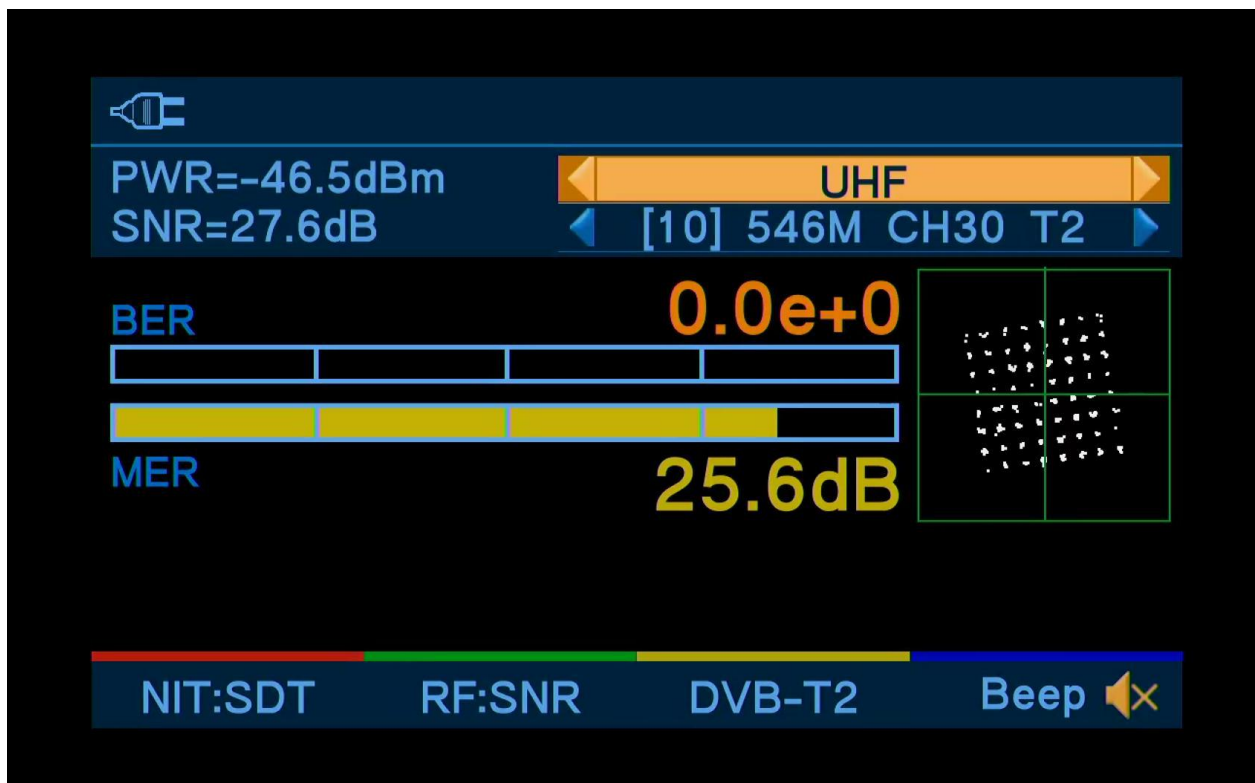 PWR=-46.5dBm
SNR=27.6dB
UHF
[10] 546M CH30 T2
BER
0.0e+0
MER
25.6dB
NIT:SDT
RF:SNR
DVB-T2
Beep